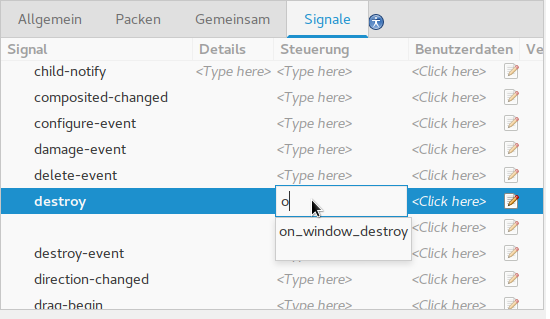 Allgemein Packen Gemeinsam Signale
Signal Details Steuerung Benutzerdaten Ve
child-notify <Type here> <Type here> <Click here>
composited-changed <Type here> <Click here>
configure-event <Type here> <Click here>
damage-event <Type here> <Click here>
delete-event <Type here> <Click here>
destroy o <Click here>
on_window_destroy <Click here>
destroy-event <Click here>
direction-changed <Type here> <Click here>
drag-begin <Type here> <Click here>